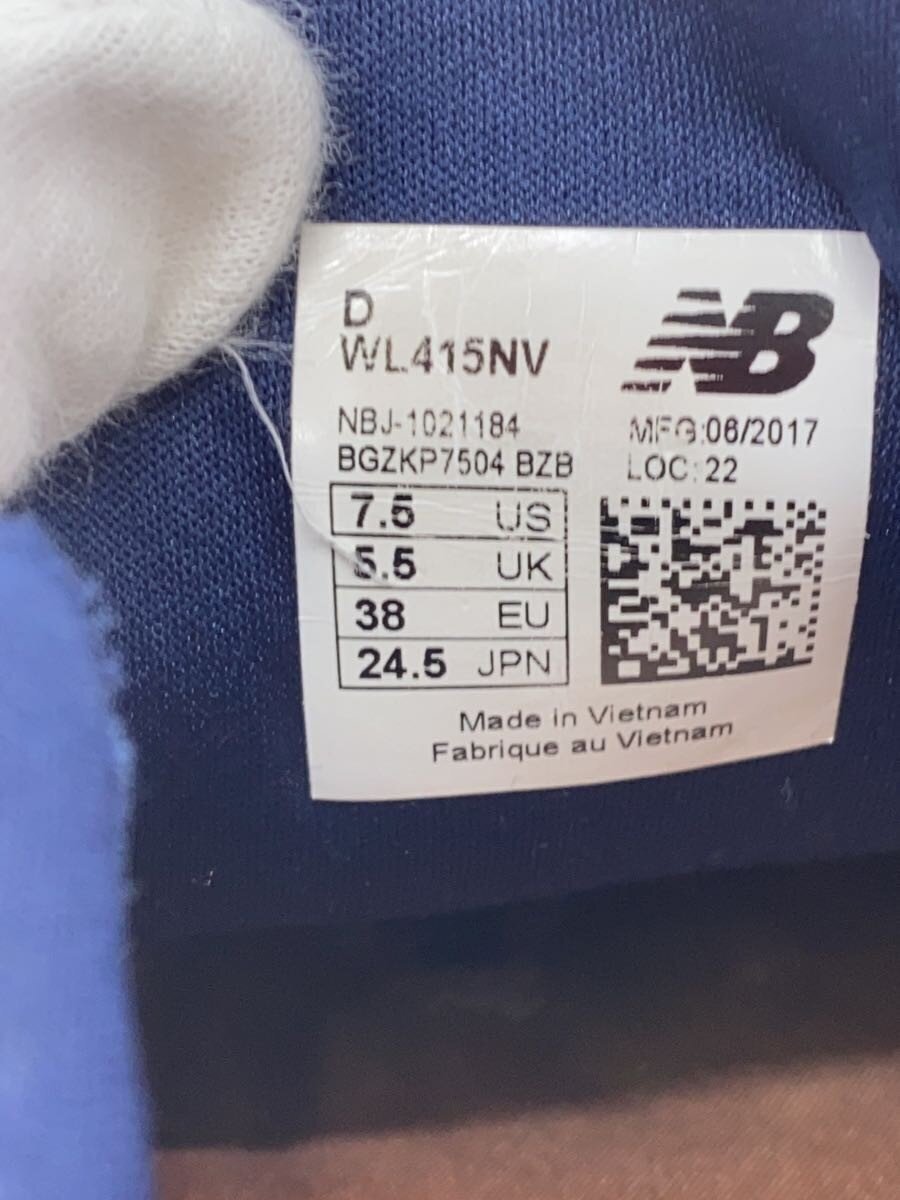 D
WL415NV
NB
NBJ-1021184
BGZKP7504 BZB
MFG:06/2017
LOC: 22
7.5 US
5.5 UK
38 EU
24.5 JPN
Made in Vietnam
Fabrique au Vietnam